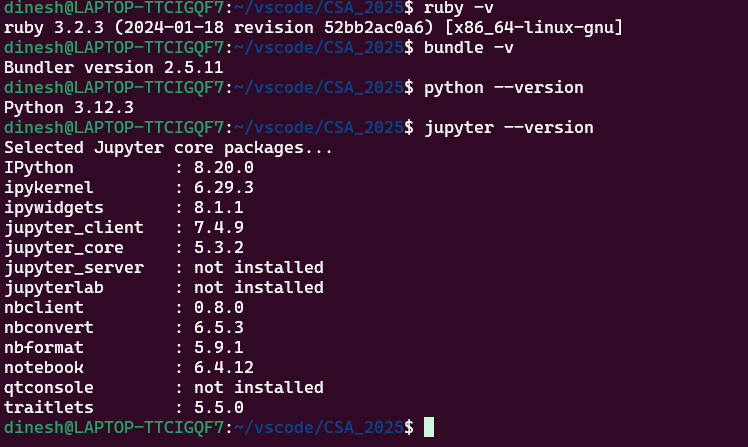 dinesh@LAPTOP-TTCIGQF7:~/vscode/CSA_2025$ ruby -v
ruby 3.2.3 (2024-01-18 revision 52bb2ac0a6) [x86_64-linux-gnu]
dinesh@LAPTOP-TTCIGQF7:~/vscode/CSA_2025$ bundle -v
Bundler version 2.5.11
dinesh@LAPTOP-TTCIGQF7:~/vscode/CSA_2025$ python --version
Python 3.12.3
dinesh@LAPTOP-TTCIGQF7:~/vscode/CSA_2025$ jupyter --version
Selected Jupyter core packages...
IPython          : 8.20.0
ipykernel        : 6.29.3
ipywidgets       : 8.1.1
jupyter_client   : 7.4.9
jupyter_core     : 5.3.2
jupyter_server   : not installed
jupyterlab       : not installed
nbclient         : 0.8.0
nbconvert        : 6.5.3
nbformat         : 5.9.1
notebook         : 6.4.12
qtconsole        : not installed
traitlets        : 5.5.0
dinesh@LAPTOP-TTCIGQF7:~/vscode/CSA_2025$